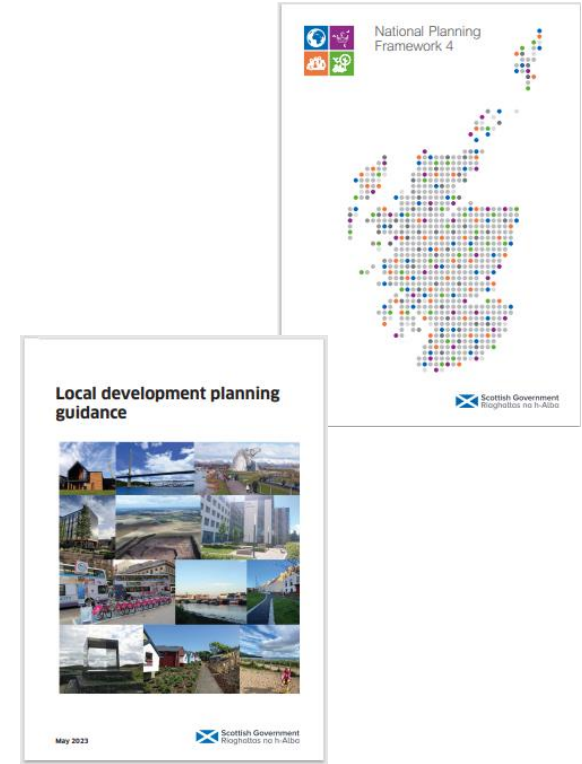 National Planning
Framework 4
Scottish Government
Riaghaltas na h-Alba
Local development planning
guidance
May 2023
Scottish Government
Riaghaltas na h-Alba